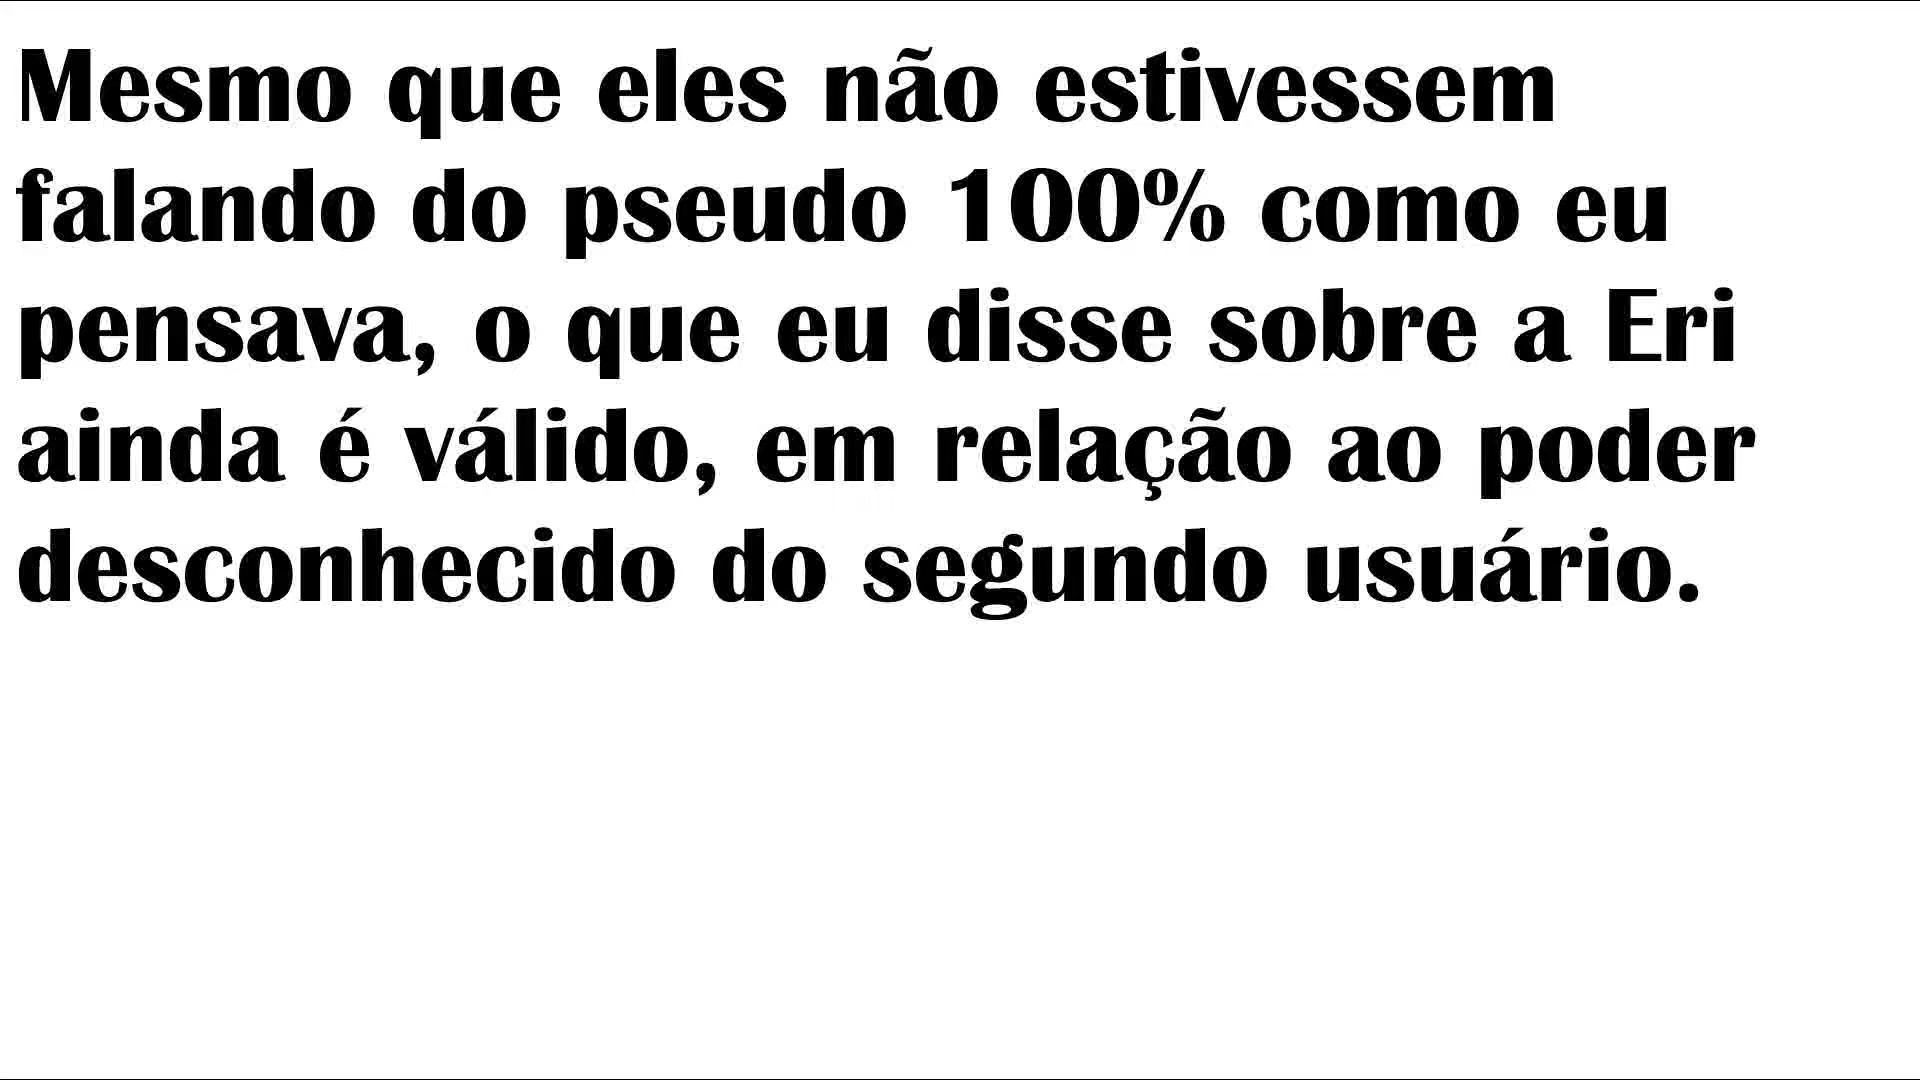 Mesmo que eles não estivessem
falando do pseudo 100% como eu
pensava, o que eu disse sobre a Eri
ainda é válido, em relação ao poder
desconhecido do segundo usuário.